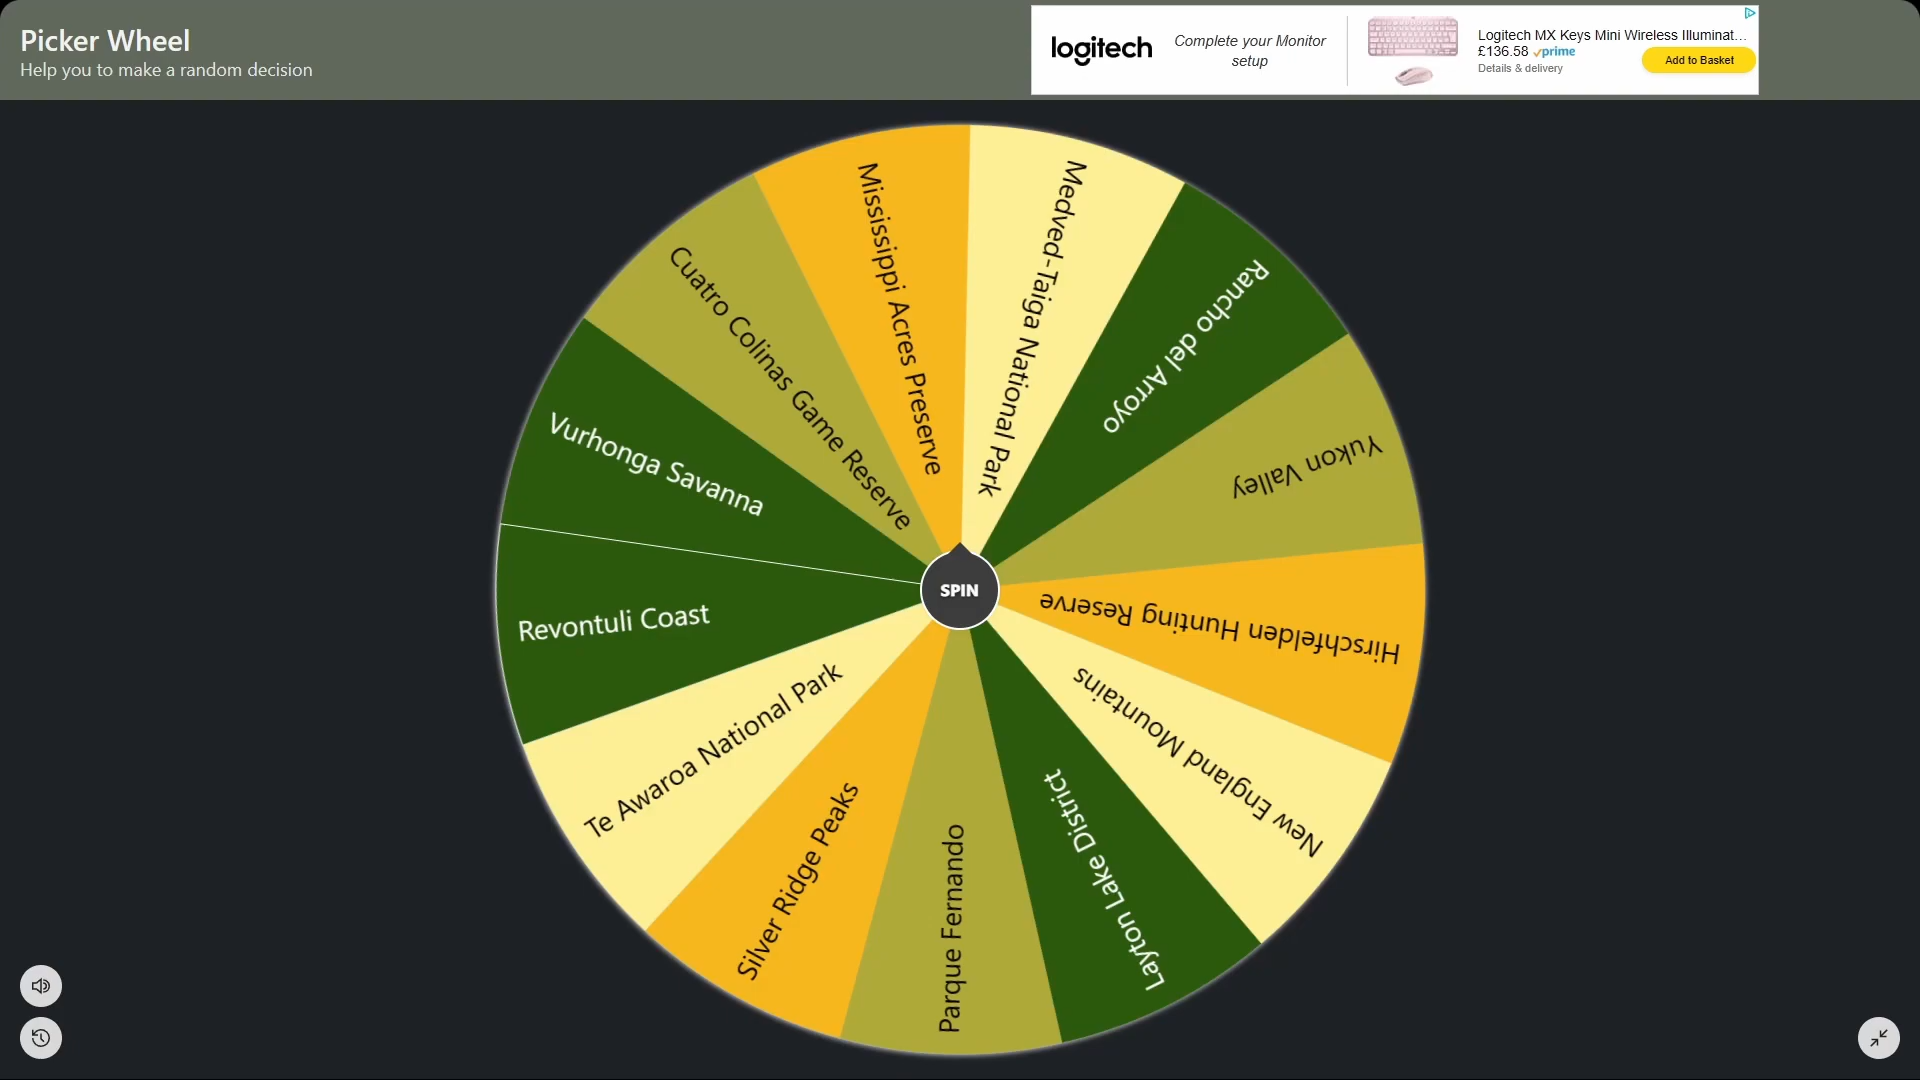 Picker Wheel
Help you to make a random decision
logitech
Complete your Monitor
setup
Logitech MX Keys Mini Wireless Illuminat...
£136.58 prime
Details & delivery
Add to Basket
Mississippi Acres Preserve
Medved-Taiga National Park
Rancho del Arroyo
Yukon Valley
Hirschfelden Hunting Reserve
New England Mountains
Layton Lake District
Parque Fernando
Silver Ridge Peaks
Te Awaroa National Park
Revontuli Coast
Vurhonga Savanna
Cuatro Colinas Game Reserve
SPIN